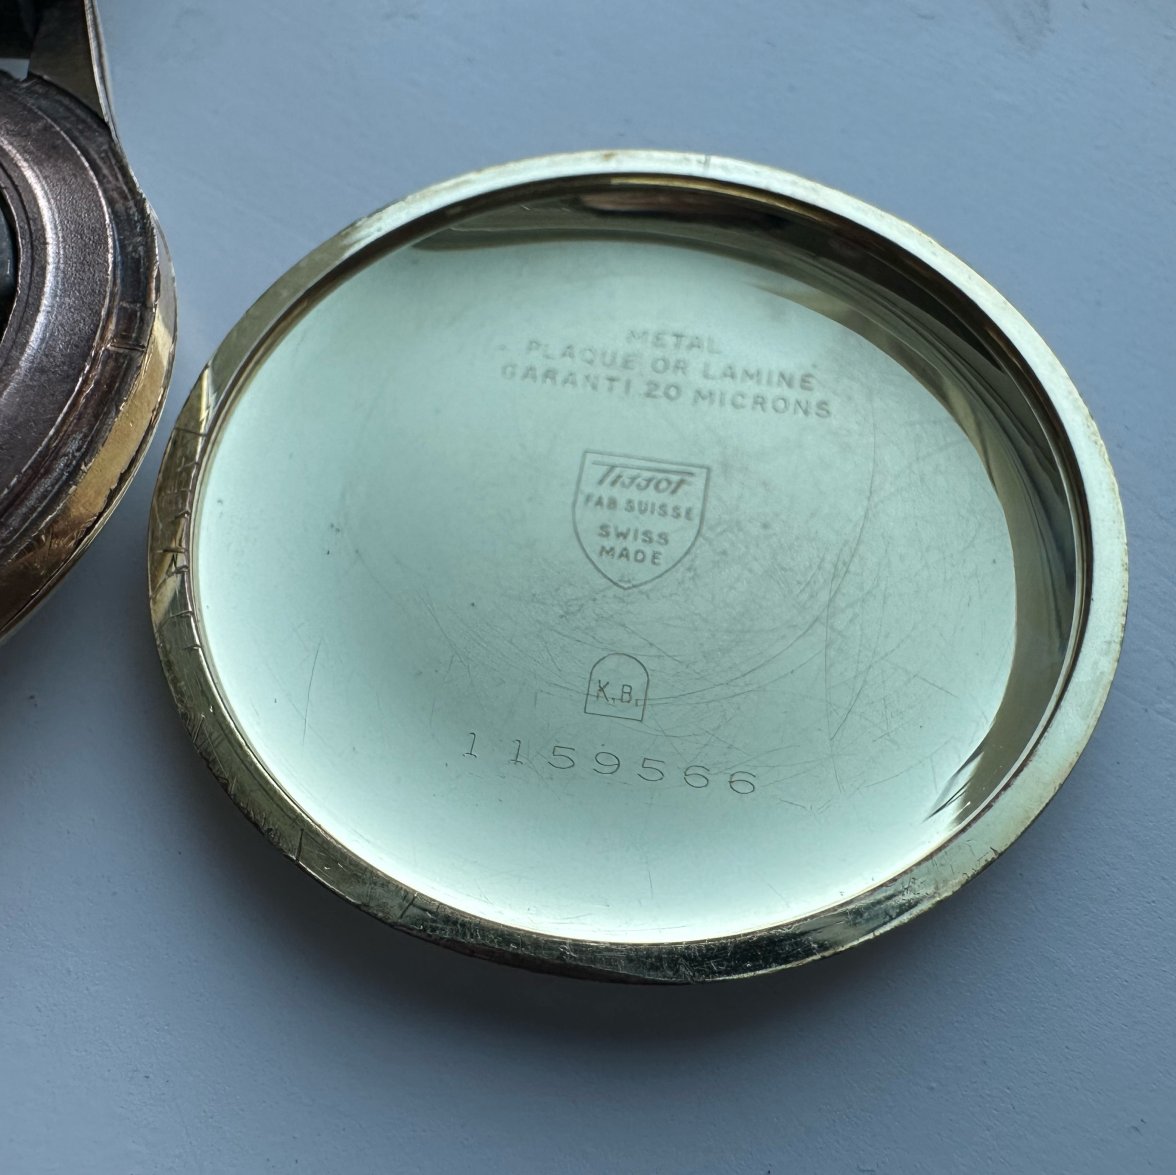 METAL
PLAQUE OR LAMINE
GARANTI 20 MICRONS
TISSOT
FAB SUISSE
SWISS
MADE
K.B.
1159566